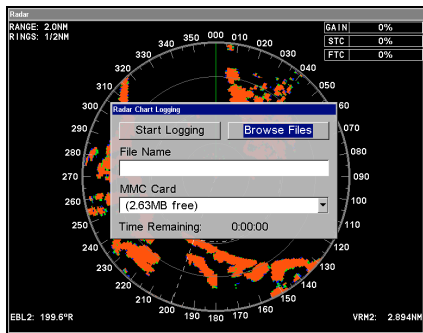 Radar
RANGE: 2.0NM
RINGS: 1/2NM
GAIN 0%
STC 0%
FTC 0%
350 000 010
340 020
330 030
320 040
310 050
300 060
290 070
280
270 090
260
250 110
240 120
230 130
220 140
210 150
200 190 180 170 160
Radar Chart Logging
Start Logging Browse Files
File Name
MMC Card
(2.63MB free)
Time Remaining: 0:00:00
EBL2: 199.6°R
VRM2: 2.894NM